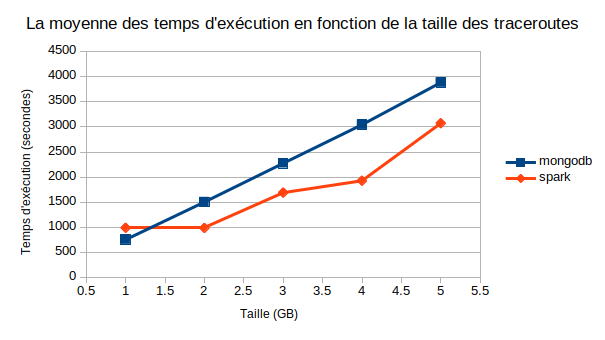 La moyenne des temps d'exécution en fonction de la taille des traceroutes
4500
4000
3500
3000
2500
2000
1500
1000
500
0
Temps d'exécution (secondes)
0.5 1 1.5 2 2.5 3 3.5 4 4.5 5 5.5
Taille (GB)
mongodb
spark